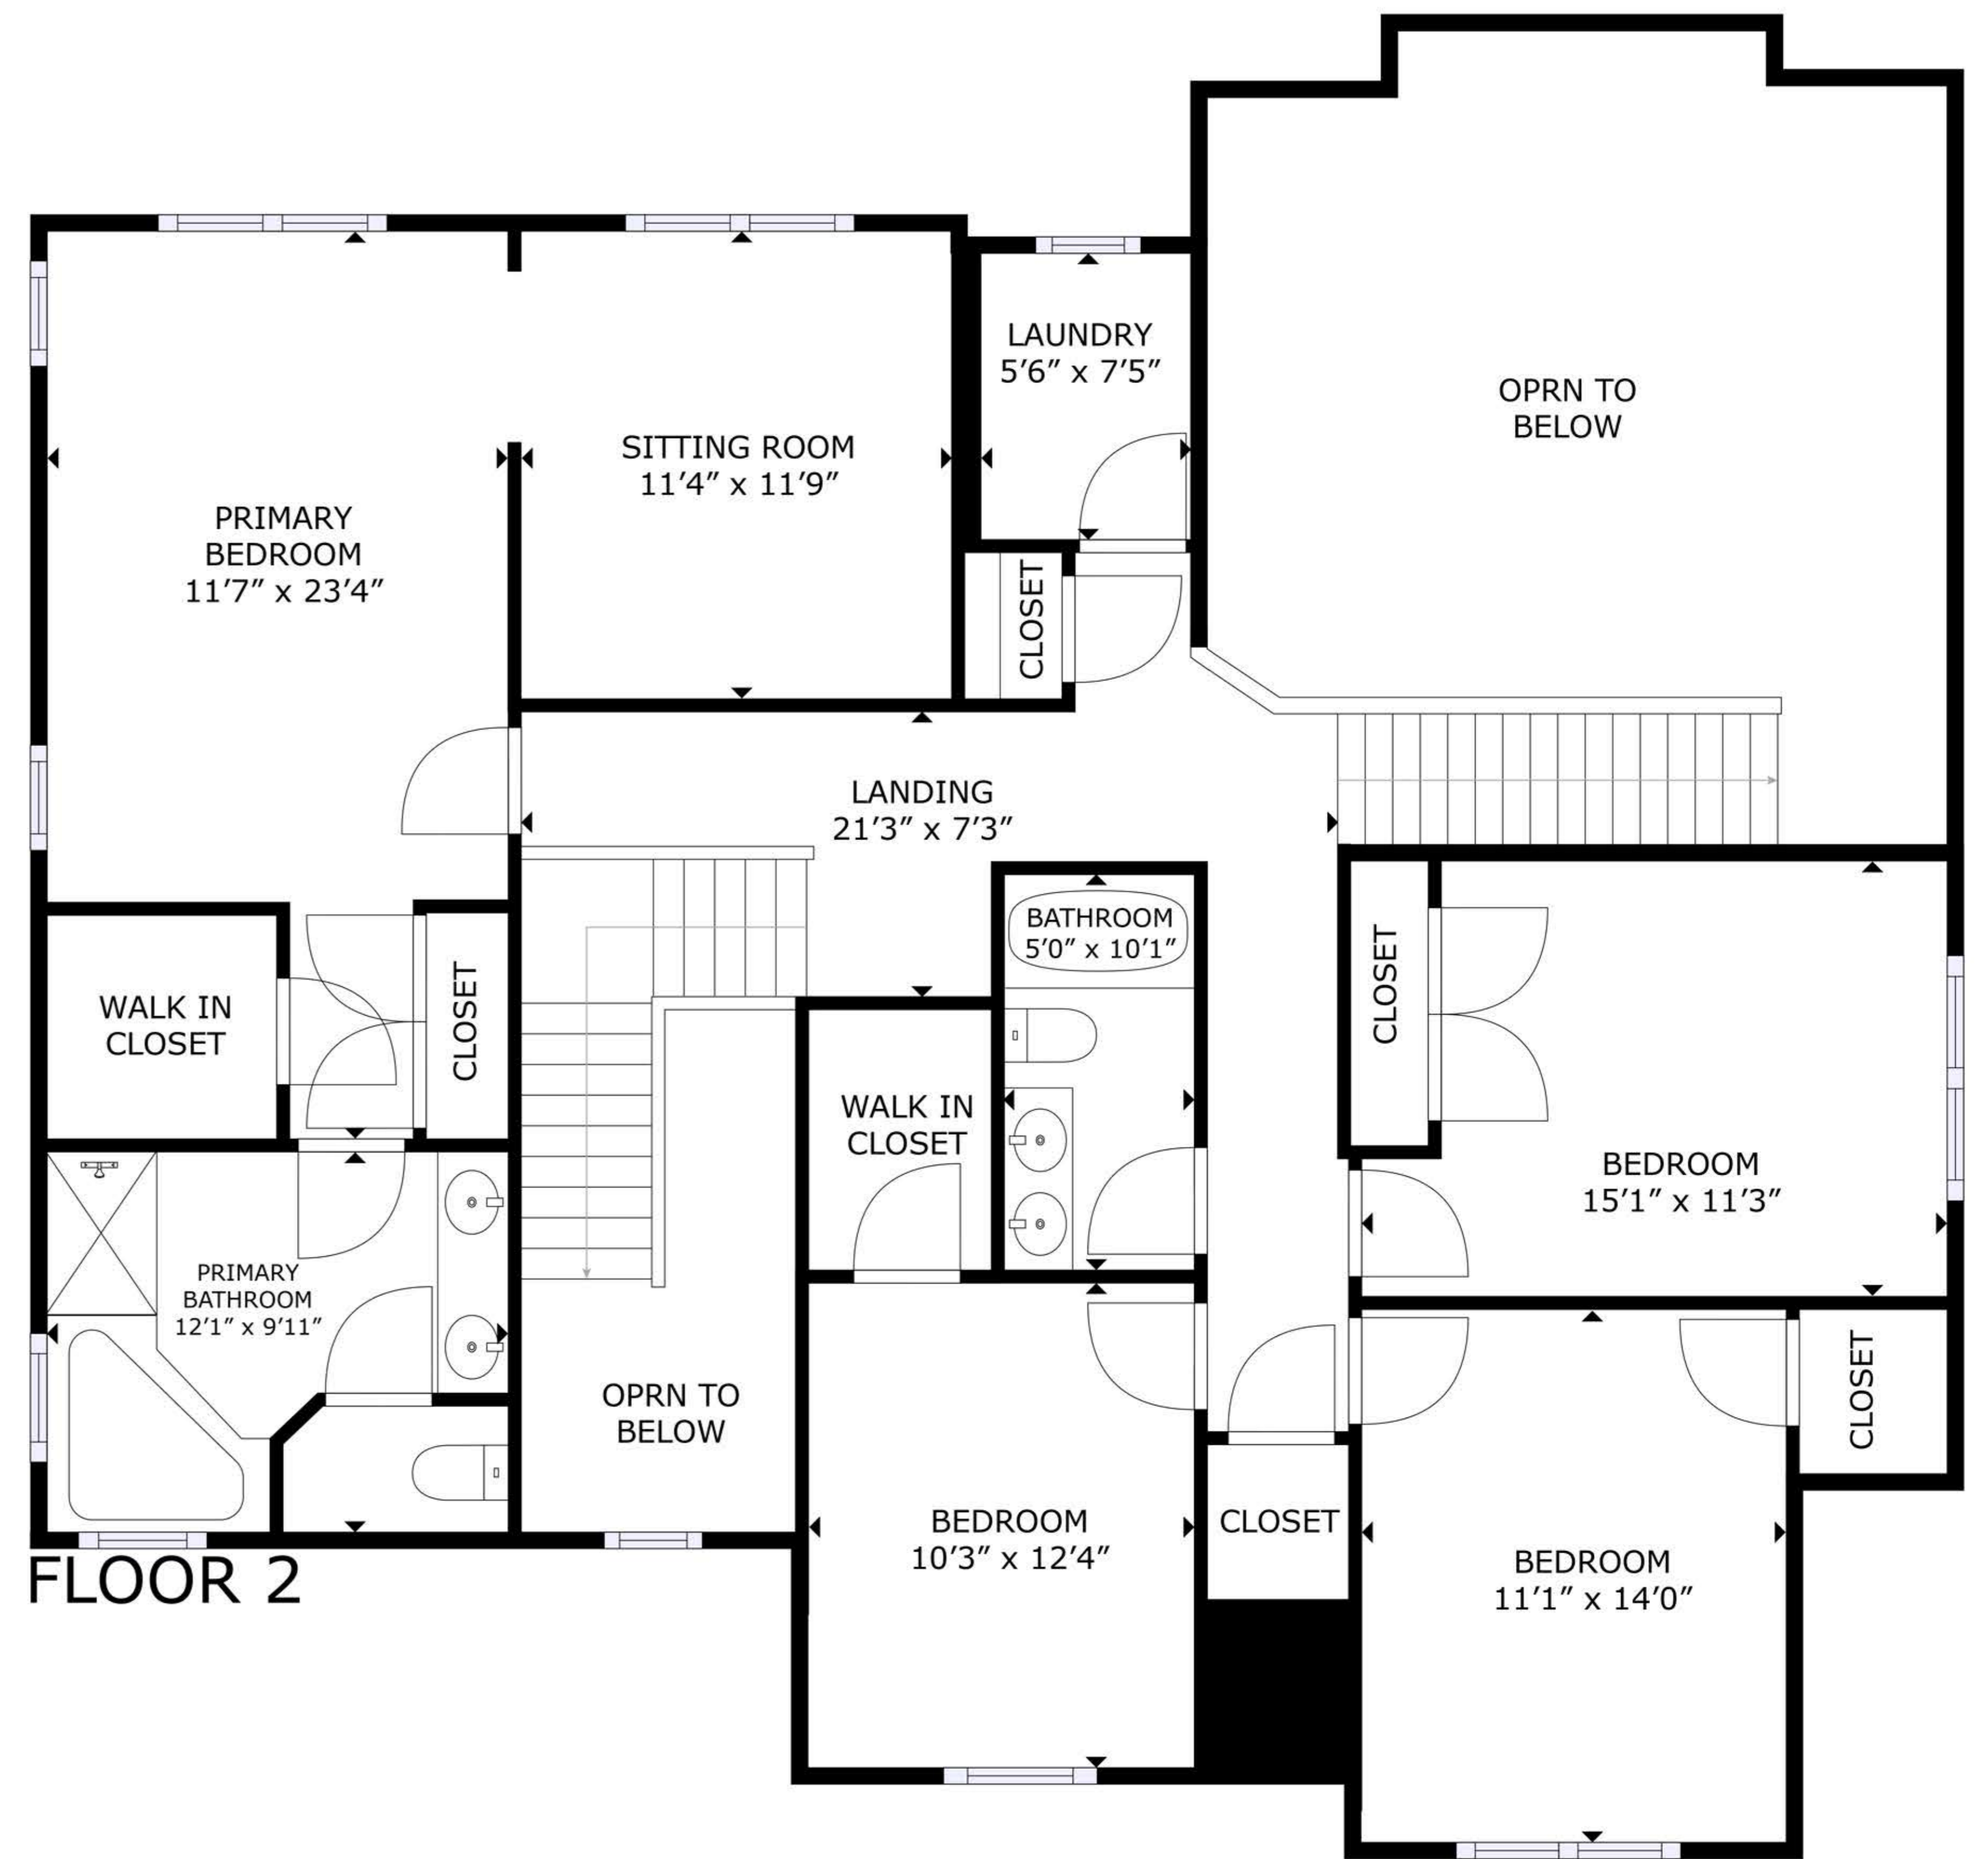 LAUNDRY
5'6" x 7'5"
OPRN TO
BELOW
SITTING ROOM
11'4" x 11'9"
PRIMARY
BEDROOM
11'7" x 23'4"
CLOSET
LANDING
21'3" x 7'3"
BATHROOM
5'0" x 10'1"
WALK IN
CLOSET
CLOSET
CLOSET
WALK IN
CLOSET
BEDROOM
15'1" x 11'3"
PRIMARY
BATHROOM
12'1" x 9'11"
OPRN TO
BELOW
CLOSET
BEDROOM
10'3" x 12'4"
CLOSET
BEDROOM
11'1" x 14'0"
FLOOR 2